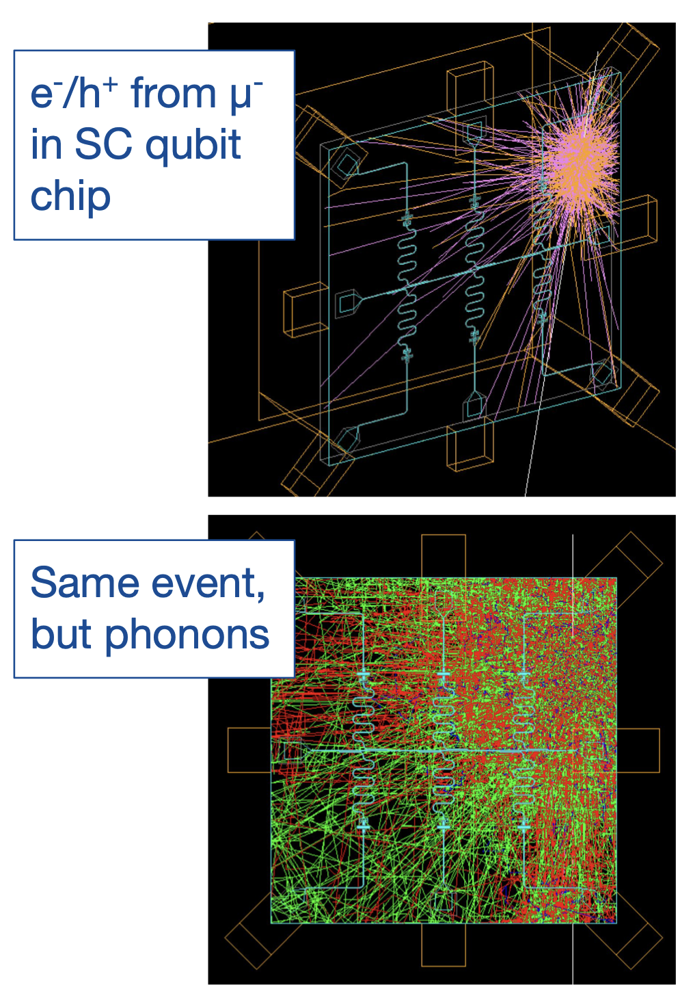 e⁻/h⁺ from μ⁻
in SC qubit
chip
Same event,
but phonons